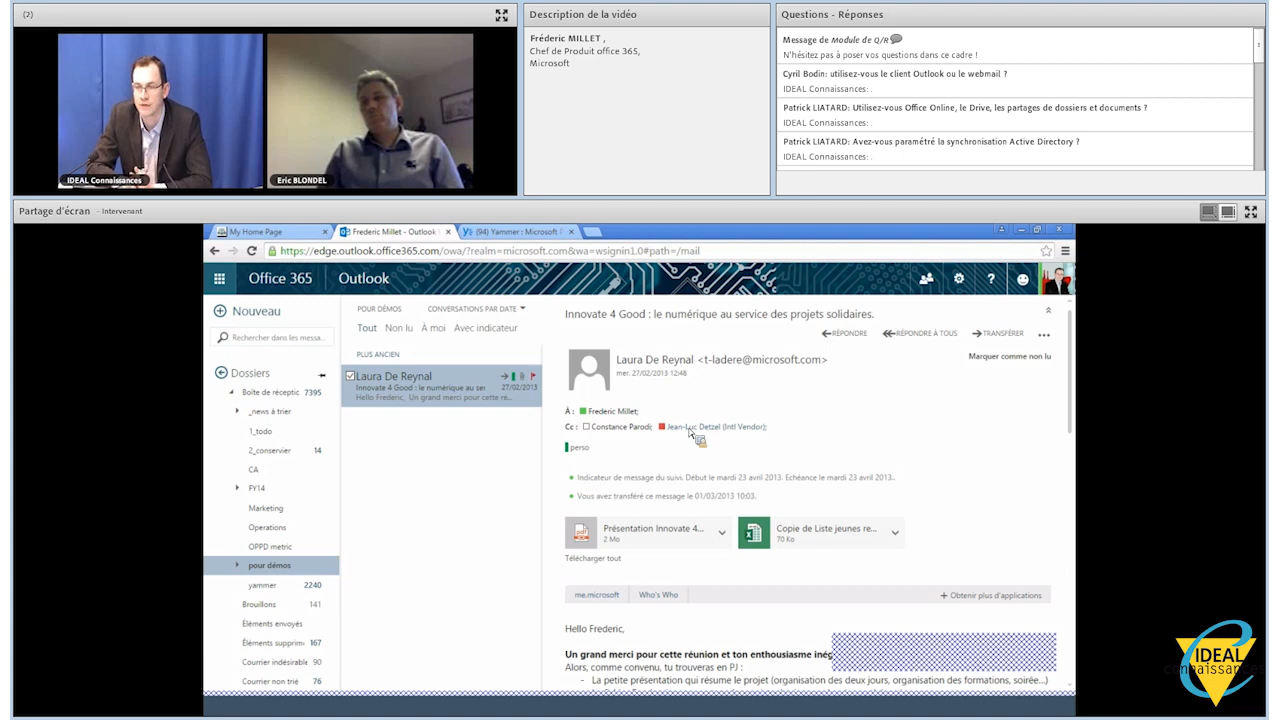 (2)
IDEAL Connaissances
Eric BLONDEL
Description de la vidéo
Fréderic MILLET ,
Chef de Produit office 365,
Microsoft
Questions - Réponses
Message de Module de Q/R
N'hésitez pas à poser vos questions dans ce cadre !
Cyril Bodin: utilisez-vous le client Outlook ou le webmail ?
IDEAL Connaissances: .
Patrick LIATARD: Utilisez-vous Office Online, le Drive, les partages de dossiers et documents ?
IDEAL Connaissances: .
Patrick LIATARD: Avez-vous paramétré la synchronisation Active Directory ?
IDEAL Connaissances: .
Partage d'écran - Intervenant
My Home Page
Frederic Millet - Outlook
(94) Yammer : Microsoft
https://edge.outlook.office365.com/owa/?realm=microsoft.com&wa=wsignin1.0#path=/mail
Office 365 Outlook
Nouveau
Rechercher dans les messa...
Dossiers
Boîte de réceptic 7395
_news à trier
1_todo
2_conservier 14
CA
FY14
Marketing
Operations
OPPD metric
pour démos
yammer 2240
Brouillons 141
Éléments envoyés
Éléments supprim 167
Courrier indésirable 90
Courrier non trié 76
POUR DÉMOS CONVERSATIONS PAR DATE
Tout Non lu À moi Avec indicateur
PLUS ANCIEN
Laura De Reynal
Innovate 4 Good : le numérique au ser 27/02/2013
Hello Frederic, Un grand merci pour cette ré...
Innovate 4 Good : le numérique au service des projets solidaires.
RÉPONDRE RÉPONDRE À TOUS TRANSFÉRER ...
Marquer comme non lu
Laura De Reynal <t-ladere@microsoft.com>
mer. 27/02/2013 12:48
À : Frederic Millet;
Cc : Constance Parodi; Jean-Luc Detzel (Intl Vendor);
perso
Indicateur de message du suivi. Début le mardi 23 avril 2013. Echéance le mardi 23 avril 2013..
Vous avez transféré ce message le 01/03/2013 10:03.
Présentation Innovate 4...
2 Mo
Copie de Liste jeunes re...
70 Ko
Télécharger tout
me.microsoft Who's Who + Obtenir plus d'applications
Hello Frederic,
Un grand merci pour cette réunion et ton enthousiasme inég
Alors, comme convenu, tu trouveras en PJ :
- La petite présentation qui résume le projet (organisation des deux jours, organisation des formations, soirée...)
IDEAL
connaissances